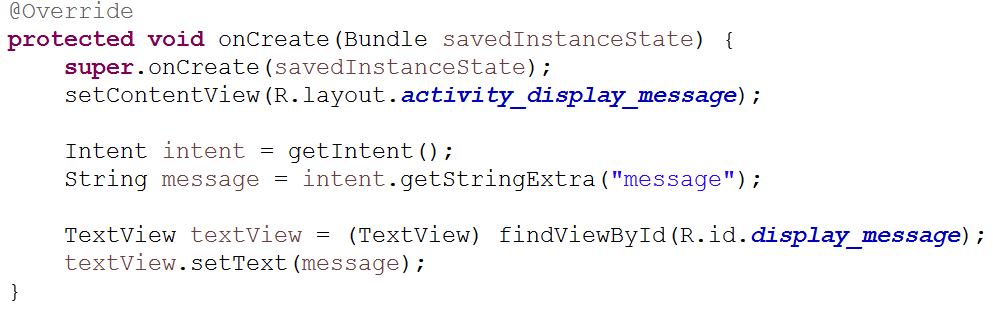 @Override
protected void onCreate(Bundle savedInstanceState) {
    super.onCreate(savedInstanceState);
    setContentView(R.layout.activity_display_message);

    Intent intent = getIntent();
    String message = intent.getStringExtra("message");

    TextView textView = (TextView) findViewById(R.id.display_message);
    textView.setText(message);
}